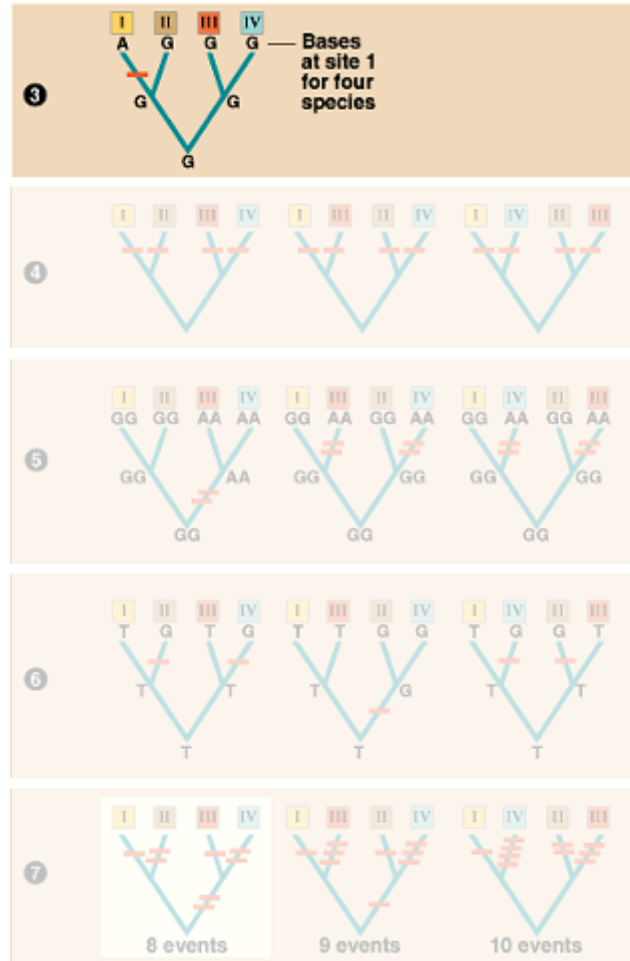 I II III IV
A G G G
Bases
at site 1
for four
species
3
G G
G
I II III IV I III II IV I IV II III
4
I II III IV I III II IV I IV II III
GG GG AA AA GG AA GG AA GG AA GG AA
5
GG AA GG GG GG GG
GG GG GG
I II III IV I III II IV I IV II III
T G T G T T G G T G G T
6
T T T G T T
T T T
I II III IV I III II IV I IV II III
7
8 events 9 events 10 events